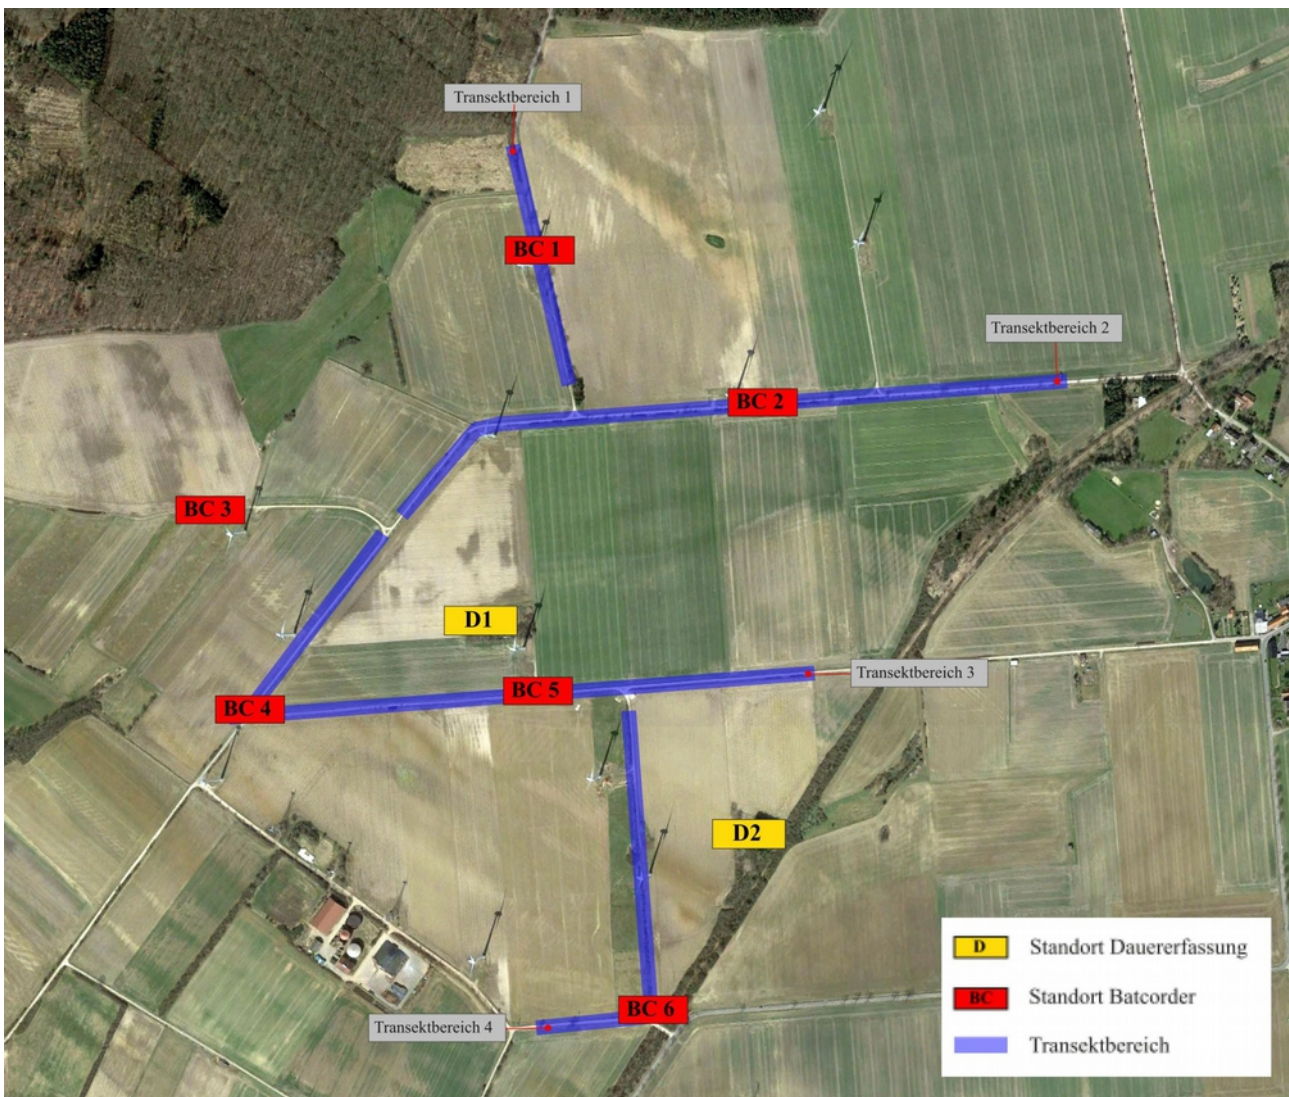 Transektbereich 1
BC 1
Transektbereich 2
BC 2
BC 3
D1
Transektbereich 3
BC 5
BC 4
D2
D Standort Dauererfassung
BC Standort Batcorder
Transektbereich
BC 6
Transektbereich 4